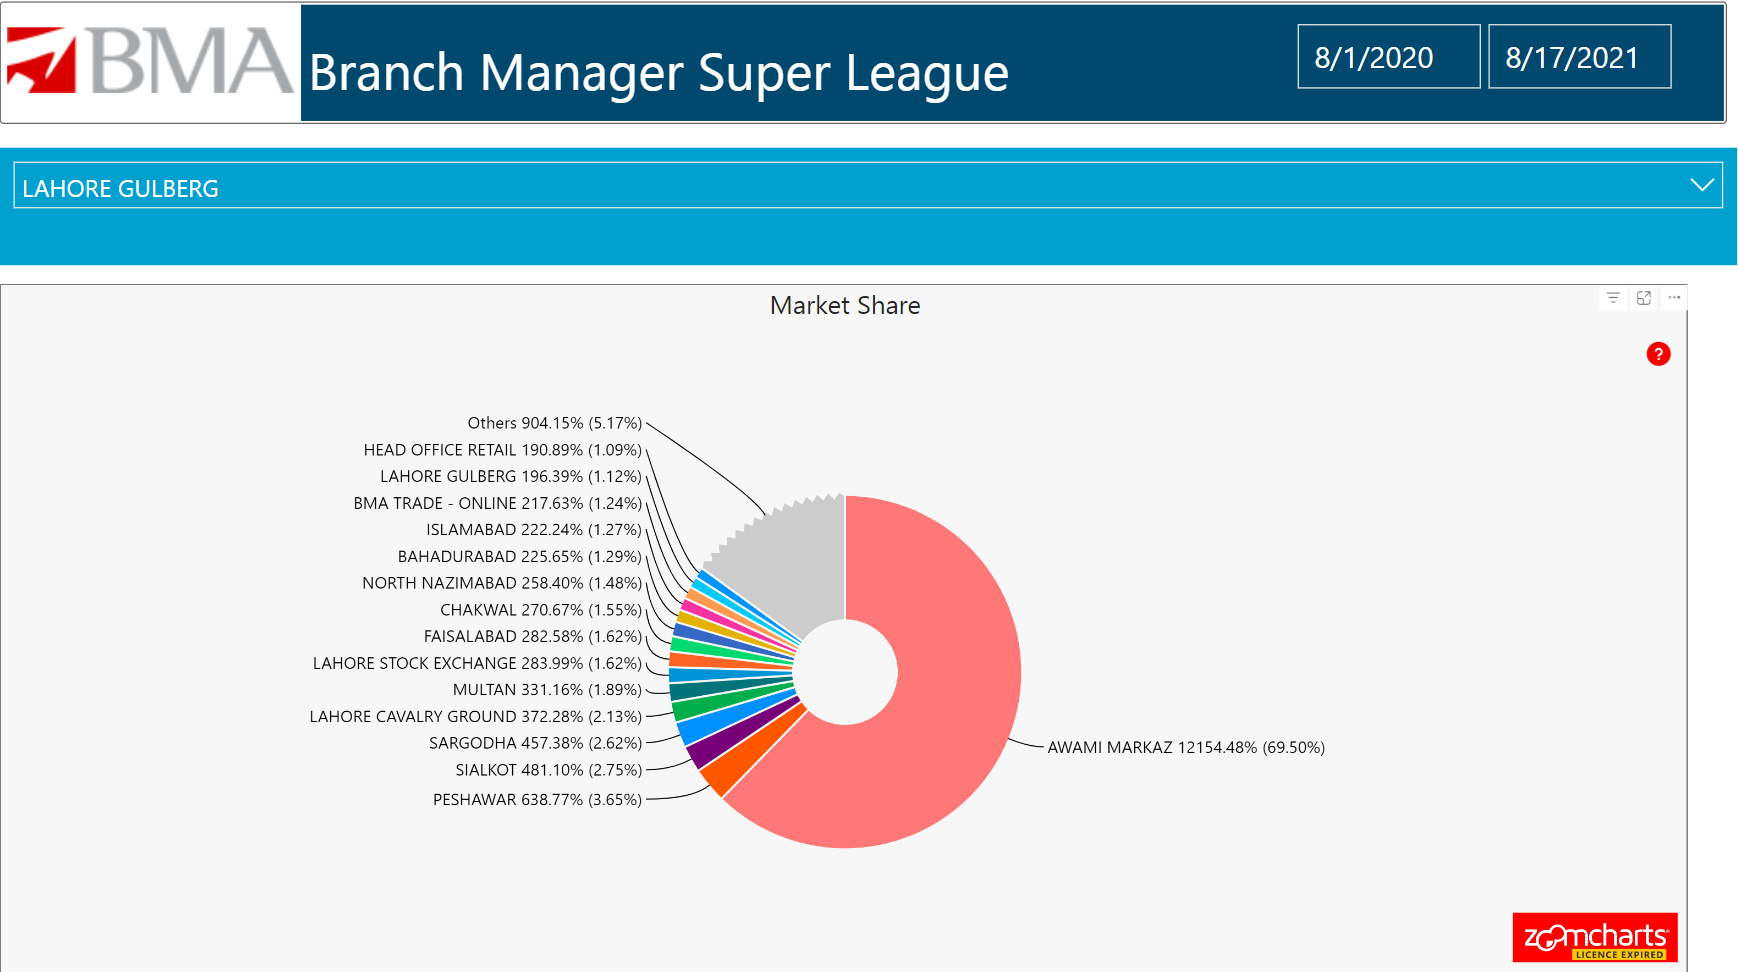 BMA
Branch Manager Super League
8/1/2020
8/17/2021
LAHORE GULBERG
Market Share
?
Others 904.15% (5.17%)
HEAD OFFICE RETAIL 190.89% (1.09%)
LAHORE GULBERG 196.39% (1.12%)
BMA TRADE - ONLINE 217.63% (1.24%)
ISLAMABAD 222.24% (1.27%)
BAHADURABAD 225.65% (1.29%)
NORTH NAZIMABAD 258.40% (1.48%)
CHAKWAL 270.67% (1.55%)
FAISALABAD 282.58% (1.62%)
LAHORE STOCK EXCHANGE 283.99% (1.62%)
MULTAN 331.16% (1.89%)
LAHORE CAVALRY GROUND 372.28% (2.13%)
SARGODHA 457.38% (2.62%)
SIALKOT 481.10% (2.75%)
PESHAWAR 638.77% (3.65%)
AWAMI MARKAZ 12154.48% (69.50%)
zoomcharts
LICENCE EXPIRED